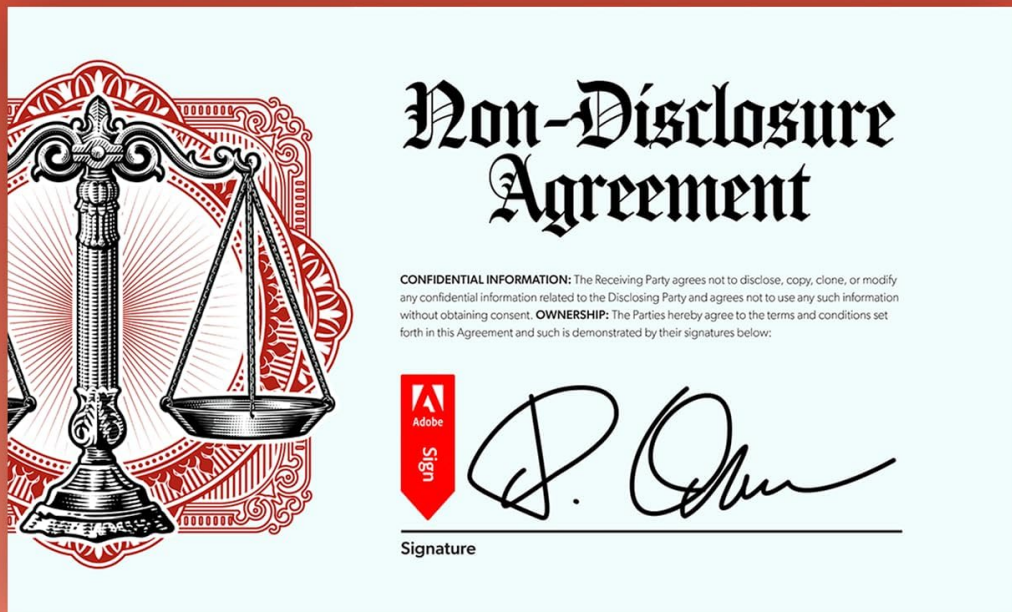 Non-Disclosure
Agreement
CONFIDENTIAL INFORMATION: The Receiving Party agrees not to disclose, copy, clone, or modify
any confidential information related to the Disclosing Party and agrees not to use any such information
without obtaining consent. OWNERSHIP: The Parties hereby agree to the terms and conditions set
forth in this Agreement and such is demonstrated by their signatures below:
Adobe
Sign
Signature